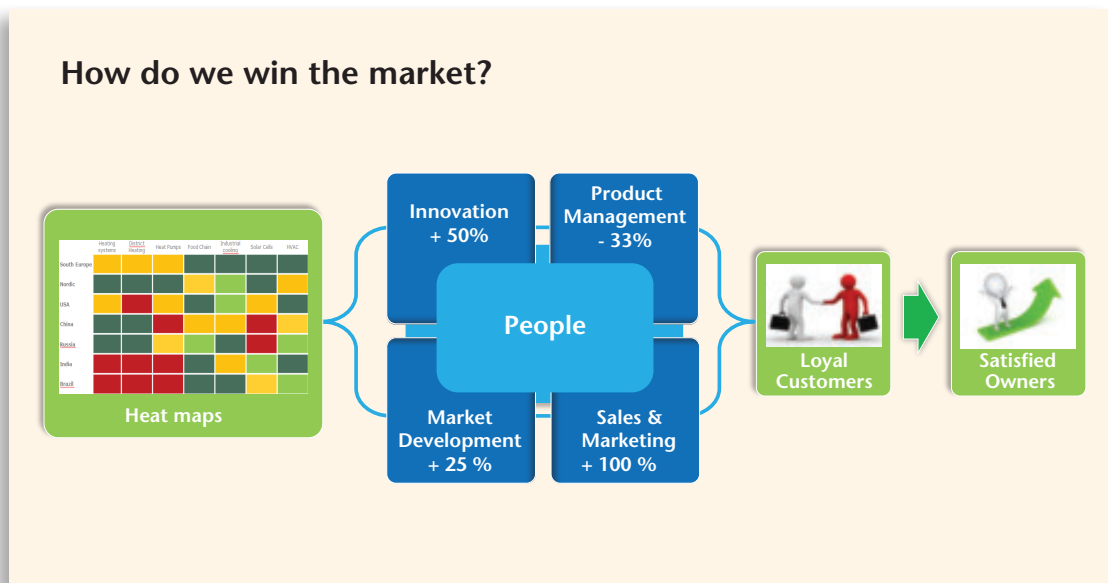 How do we win the market?
Heating
systems
District
Heating
Heat Pumps
Food Chain
Industrial
cooling
Solar Cells
HVAC
South Europe
Nordic
USA
China
Russia
India
Brazil
Heat maps
Innovation
+ 50%
Product
Management
- 33%
People
Market
Development
+ 25 %
Sales &
Marketing
+ 100 %
Loyal
Customers
Satisfied
Owners